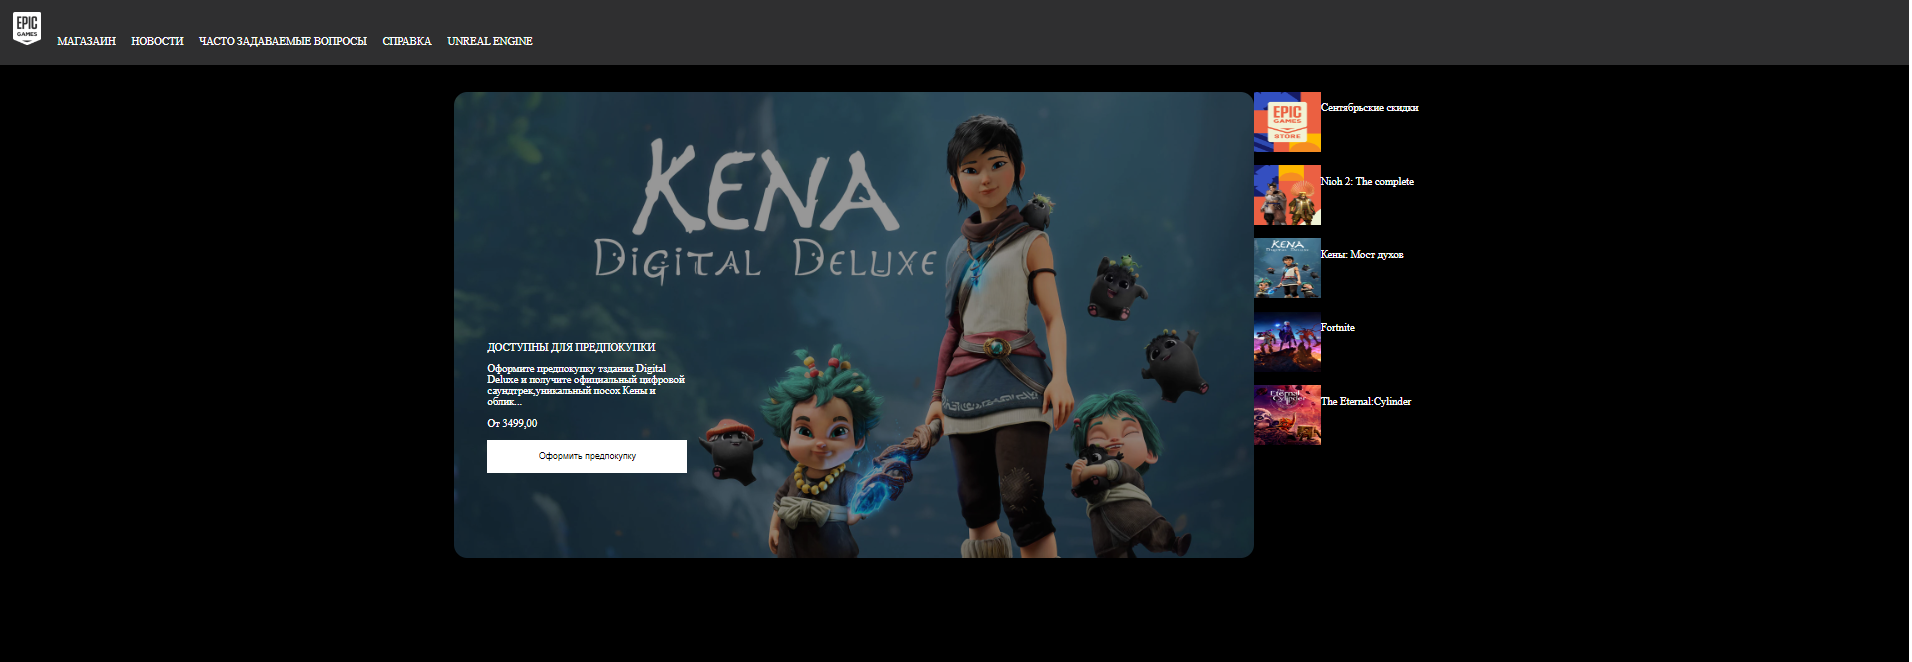 EPIC
GAMES
МАГАЗАИН НОВОСТИ ЧАСТО ЗАДАВАЕМЫЕ ВОПРОСЫ СПРАВКА UNREAL ENGINE
KENA
DIGITAL DELUXE
ДОСТУПНЫ ДЛЯ ПРЕДПОКУПКИ
Оформите предпокупку тздания Digital
Deluxe и получите официальный цифровой
саундтрек,уникальный посох Кены и
облик...
От 3499,00
Оформить предпокупку
EPIC
GAMES
STORE
Сентябрьские скидки
Nioh 2: The complete
KENA
DIGITAL DELUXE
Кены: Мост духов
Fortnite
Eternal
Cylinder
The Eternal:Cylinder